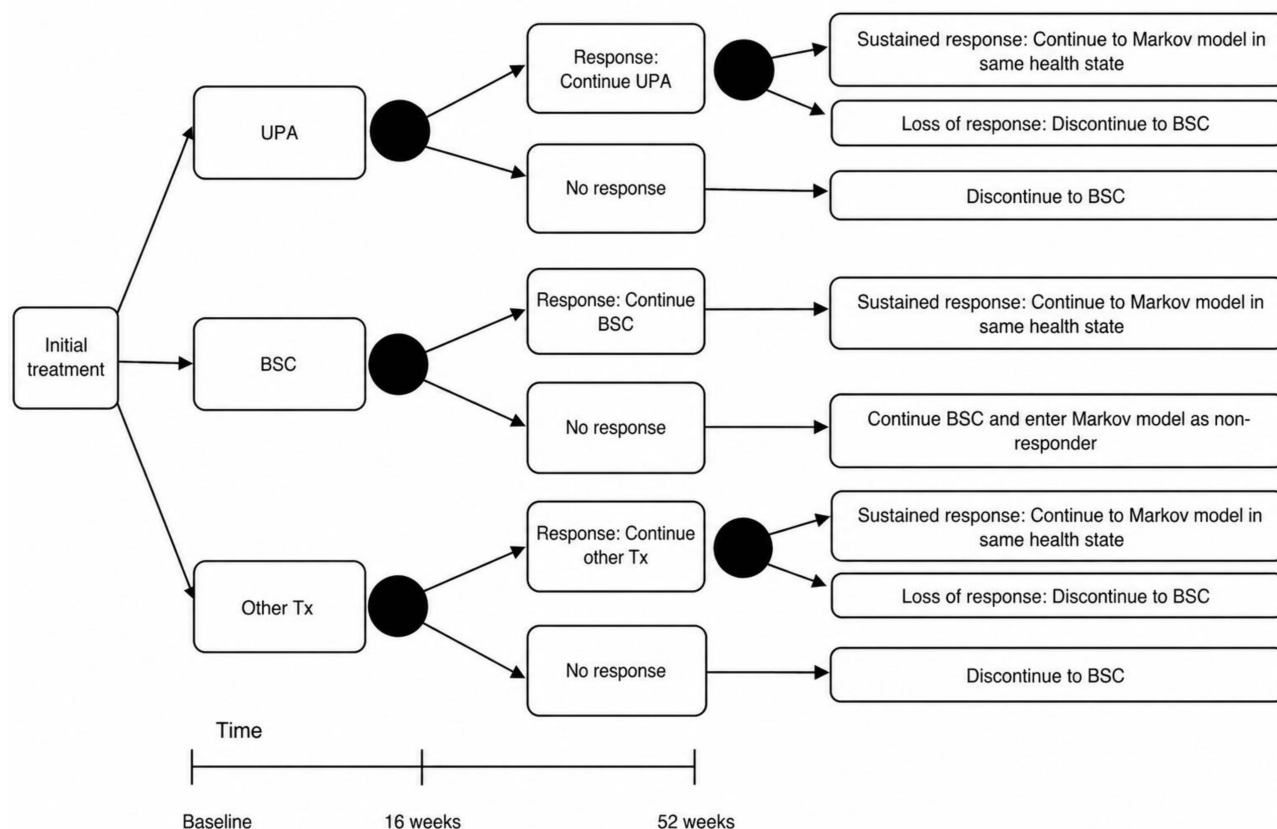 Response:
Continue UPA
Sustained response: Continue to Markov model in
same health state
UPA
Loss of response: Discontinue to BSC
No response
Discontinue to BSC
Initial
treatment
BSC
Response: Continue
BSC
Sustained response: Continue to Markov model in
same health state
No response
Continue BSC and enter Markov model as non-
responder
Other Tx
Response: Continue
other Tx
Sustained response: Continue to Markov model in
same health state
Loss of response: Discontinue to BSC
No response
Discontinue to BSC
Time
Baseline
16 weeks
52 weeks